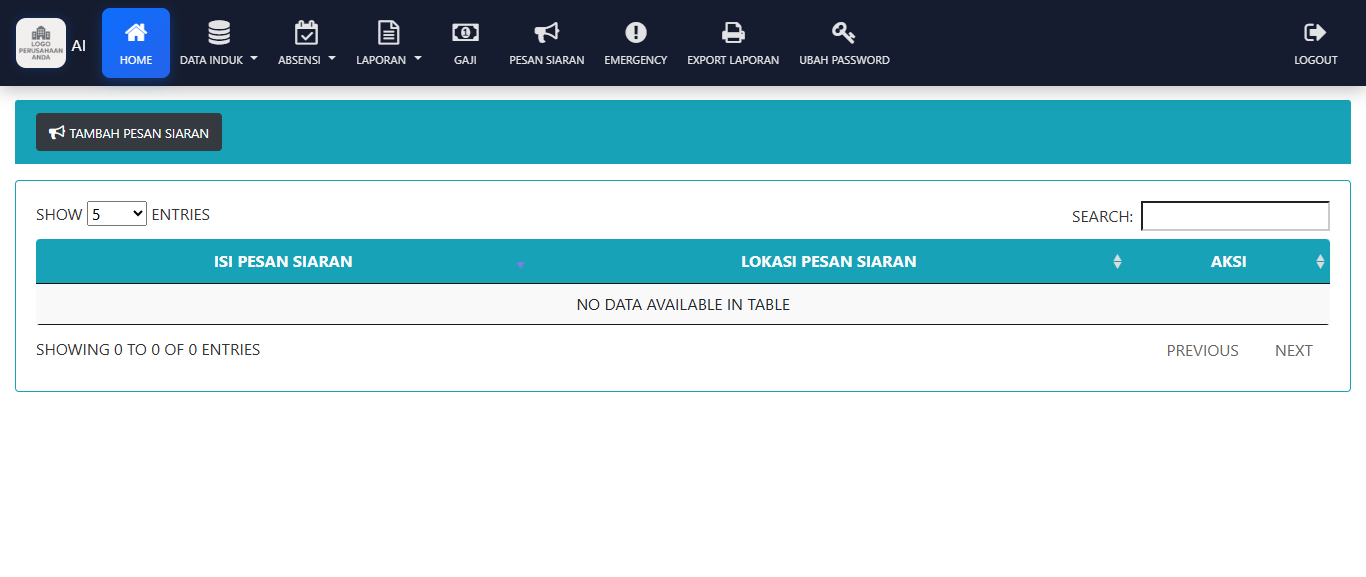 LOGO
PERUSAHAAN
ANDA
AI
HOME
DATA INDUK
ABSENSI
LAPORAN
GAJI
PESAN SIARAN
EMERGENCY
EXPORT LAPORAN
UBAH PASSWORD
LOGOUT
TAMBAH PESAN SIARAN
SHOW 5 ENTRIES
SEARCH:
ISI PESAN SIARAN
LOKASI PESAN SIARAN
AKSI
NO DATA AVAILABLE IN TABLE
SHOWING 0 TO 0 OF 0 ENTRIES
PREVIOUS
NEXT